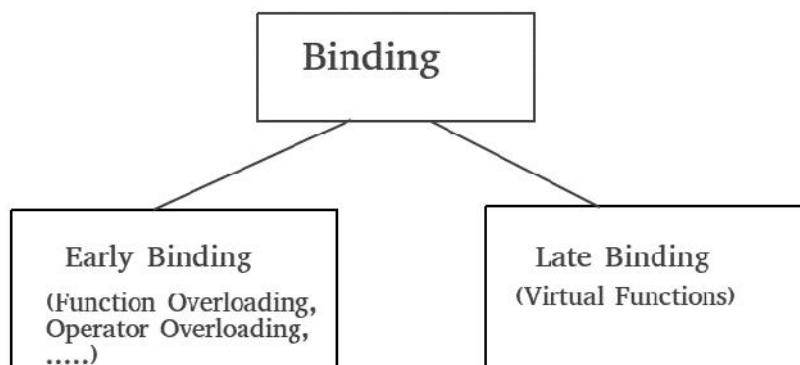 Binding
Early Binding
(Function Overloading,
Operator Overloading,
.....)
Late Binding
(Virtual Functions)